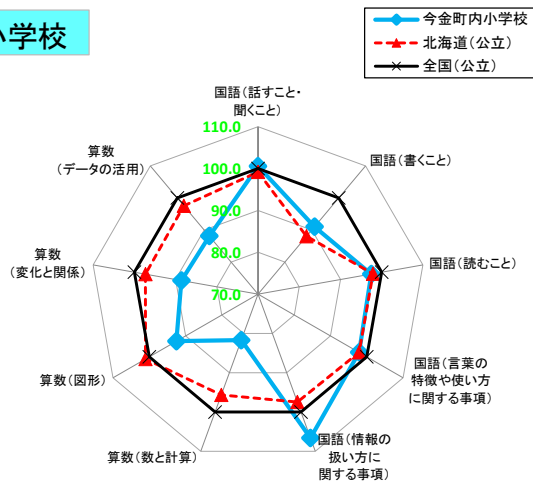 小学校
今金町内小学校
北海道(公立)
全国(公立)
国語(話すこと・
聞くこと)
110.0
100.0
90.0
80.0
70.0
国語(書くこと)
国語(読むこと)
国語(言葉の
特徴や使い方
に関する事項)
国語(情報の
扱い方に
関する事項)
算数(数と計算)
算数(図形)
算数
(変化と関係)
算数
(データの活用)